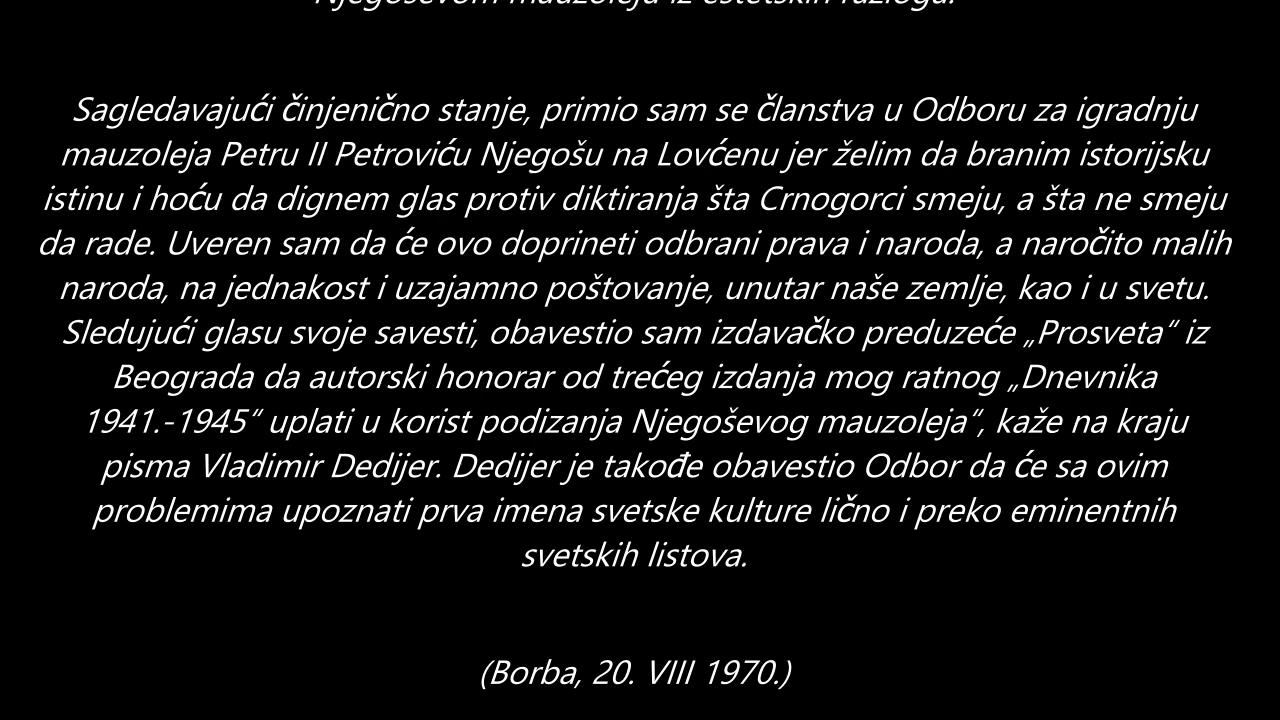 Njegoševom mauzoleju iz estetskih razloga.
Sagledavajući činjenično stanje, primio sam se članstva u Odboru za igradnju
mauzoleja Petru II Petroviću Njegošu na Lovćenu jer želim da branim istorijsku
istinu i hoću da dignem glas protiv diktiranja šta Crnogorci smeju, a šta ne smeju
da rade. Uveren sam da će ovo doprineti odbrani prava i naroda, a naročito malih
naroda, na jednakost i uzajamno poštovanje, unutar naše zemlje, kao i u svetu.
Sledujući glasu svoje savesti, obavestio sam izdavačko preduzeće „Prosveta“ iz
Beograda da autorski honorar od trećeg izdanja mog ratnog „Dnevnika
1941.-1945“ uplati u korist podizanja Njegoševog mauzoleja“, kaže na kraju
pisma Vladimir Dedijer. Dedijer je takođe obavestio Odbor da će sa ovim
problemima upoznati prva imena svetske kulture lično i preko eminentnih
svetskih listova.
(Borba, 20. VIII 1970.)